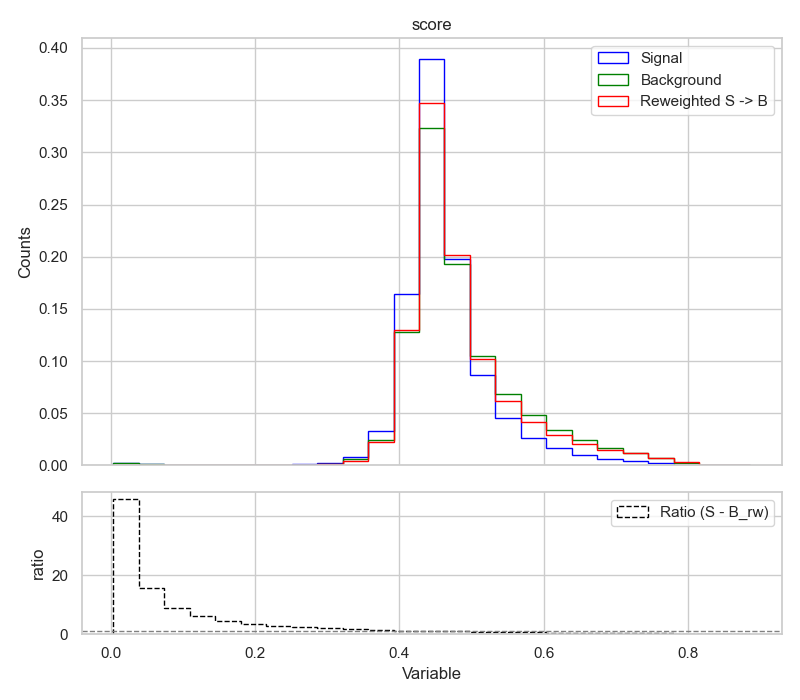 score
0.40
0.35
0.30
0.25
0.20
0.15
0.10
0.05
0.00
Counts
Signal
Background
Reweighted S -> B
40
20
0
ratio
Ratio (S - B_rw)
0.0 0.2 0.4 0.6 0.8
Variable